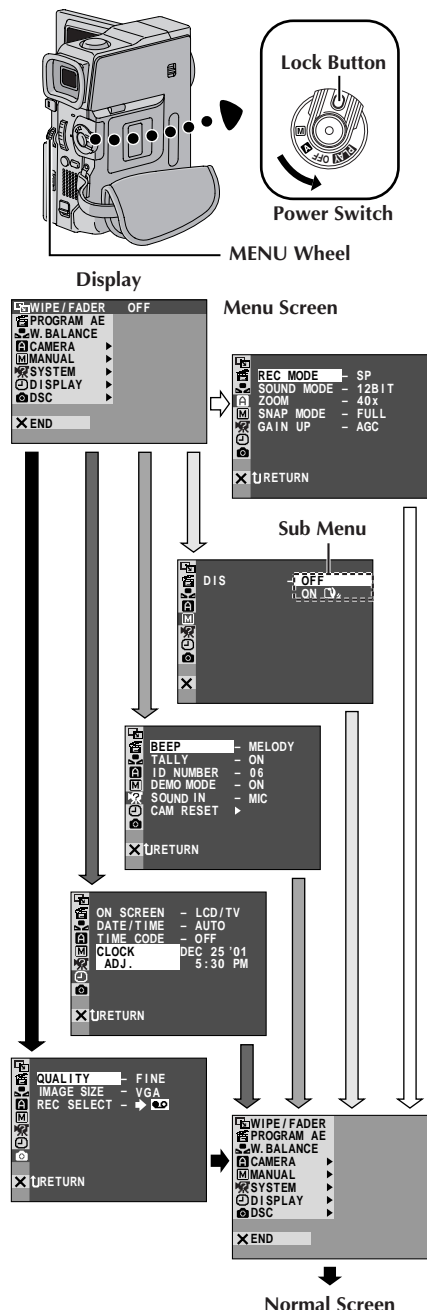 Lock Button
M A OFF PLAY
Power Switch
MENU Wheel
Display
WIPE/FADER OFF
PROGRAM AE
W. BALANCE
A CAMERA
M MANUAL
SYSTEM
DISPLAY
DSC
END
Menu Screen
REC MODE – SP
SOUND MODE – 12BIT
ZOOM – 40x
SNAP MODE – FULL
GAIN UP – AGC
A
M
RETURN
Sub Menu
DIS – OFF
ON
A
M
BEEP – MELODY
TALLY – ON
ID NUMBER – 06
DEMO MODE – ON
SOUND IN – MIC
CAM RESET
A
M
RETURN
ON SCREEN – LCD/TV
DATE/TIME – AUTO
TIME CODE – OFF
CLOCK DEC 25 '01
ADJ. 5:30 PM
A
M
RETURN
QUALITY – FINE
IMAGE SIZE – VGA
REC SELECT –
A
M
RETURN
WIPE/FADER
PROGRAM AE
W. BALANCE
A CAMERA
M MANUAL
SYSTEM
DISPLAY
DSC
END
Normal Screen